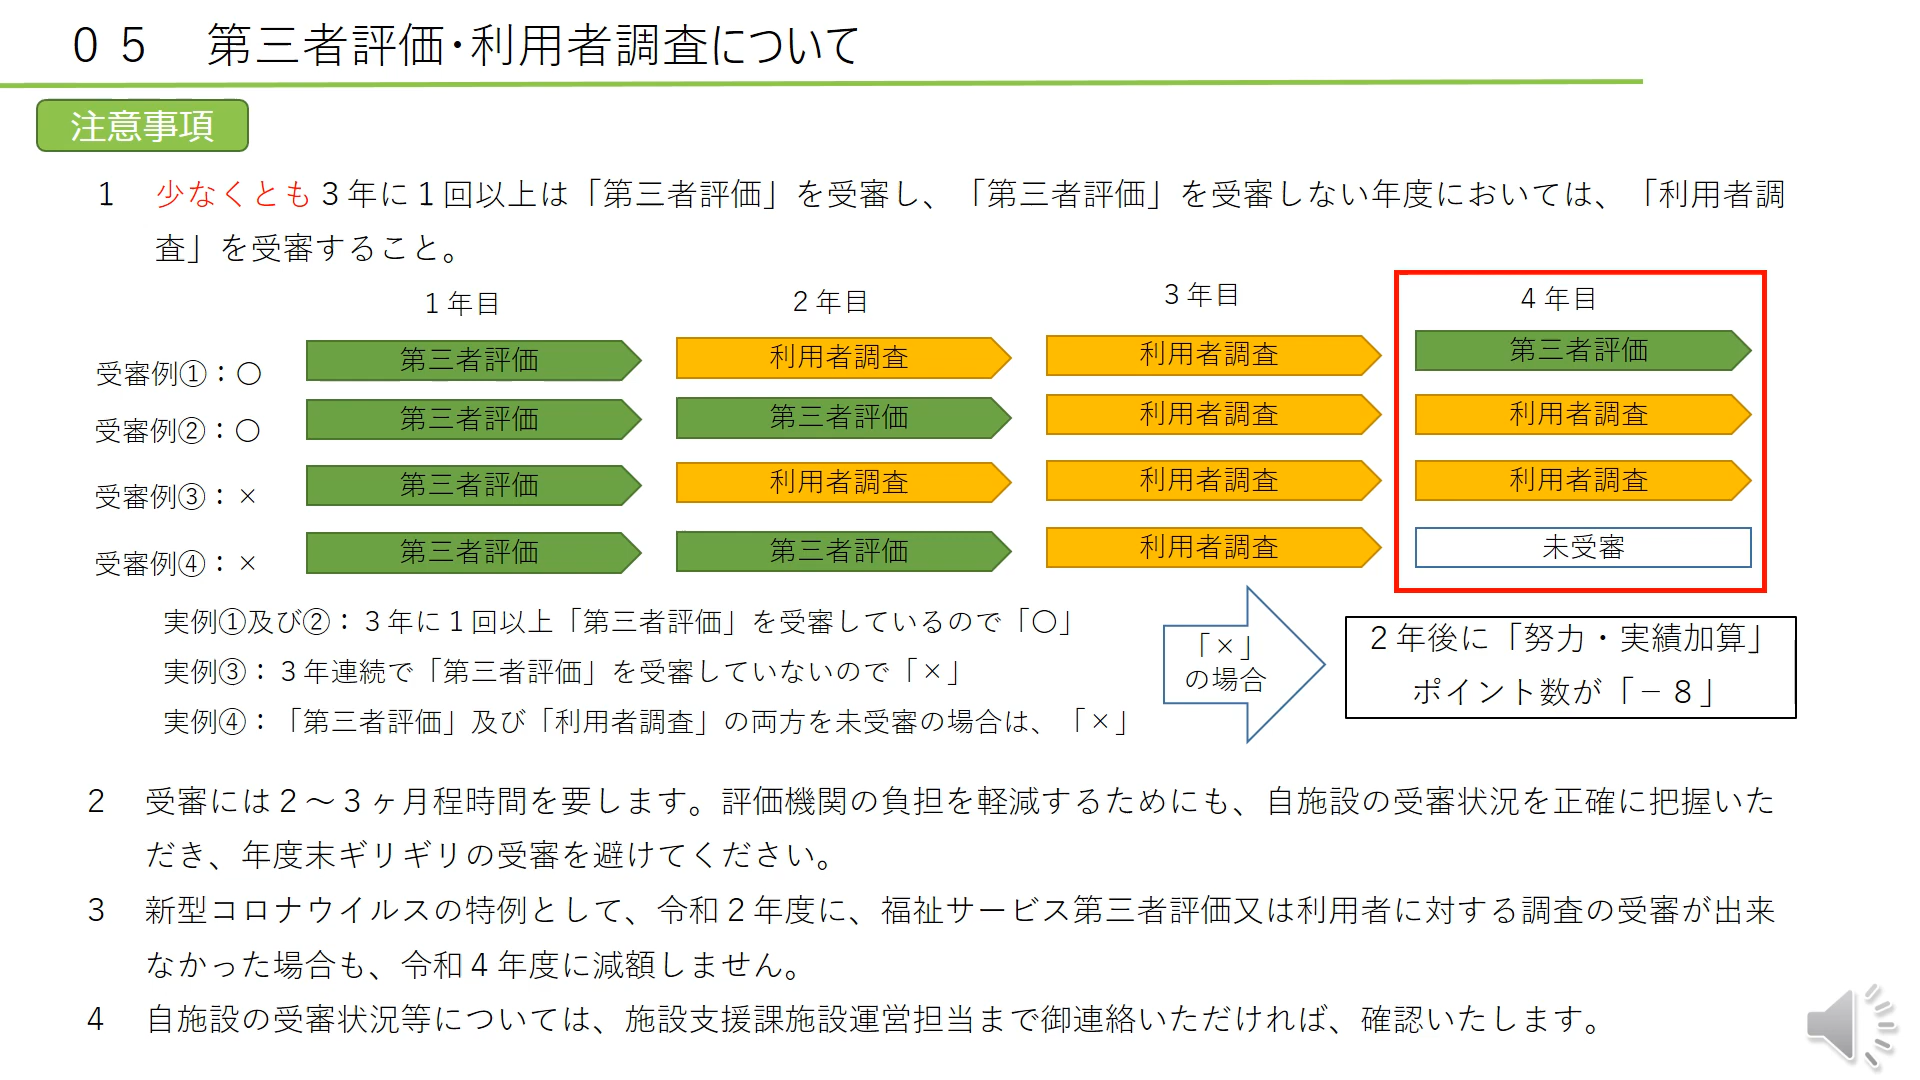 ０５　第三者評価･利用者調査について
注意事項
１　少なくとも３年に１回以上は「第三者評価」を受審し、「第三者評価」を受審しない年度においては、「利用者調
査」を受審すること。
１年目　２年目　３年目　４年目
受審例①：〇　第三者評価　利用者調査　利用者調査　第三者評価
受審例②：〇　第三者評価　第三者評価　利用者調査　利用者調査
受審例③：×　第三者評価　利用者調査　利用者調査　利用者調査
受審例④：×　第三者評価　第三者評価　利用者調査　未受審
実例①及び②：３年に１回以上「第三者評価」を受審しているので「〇」
実例③：３年連続で「第三者評価」を受審していないので「×」
実例④：「第三者評価」及び「利用者調査」の両方を未受審の場合は、「×」
「×」
の場合
２年後に「努力・実績加算」
ポイント数が「－８」
２　受審には２～３ヶ月程時間を要します。評価機関の負担を軽減するためにも、自施設の受審状況を正確に把握いた
だき、年度末ギリギリの受審を避けてください。
３　新型コロナウイルスの特例として、令和２年度に、福祉サービス第三者評価又は利用者に対する調査の受審が出来
なかった場合も、令和４年度に減額しません。
４　自施設の受審状況等については、施設支援課施設運営担当まで御連絡いただければ、確認いたします。